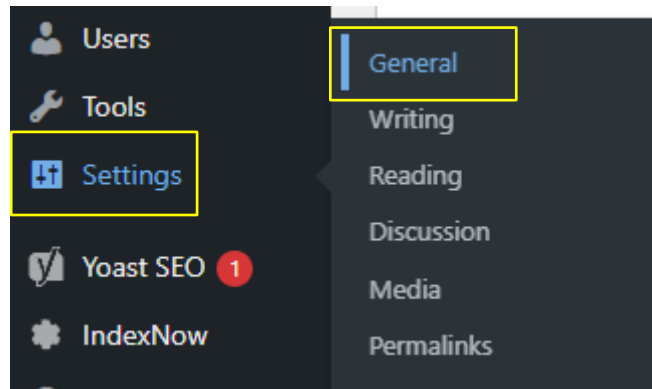 Users
Tools
Settings
Yoast SEO 1
IndexNow
General
Writing
Reading
Discussion
Media
Permalinks